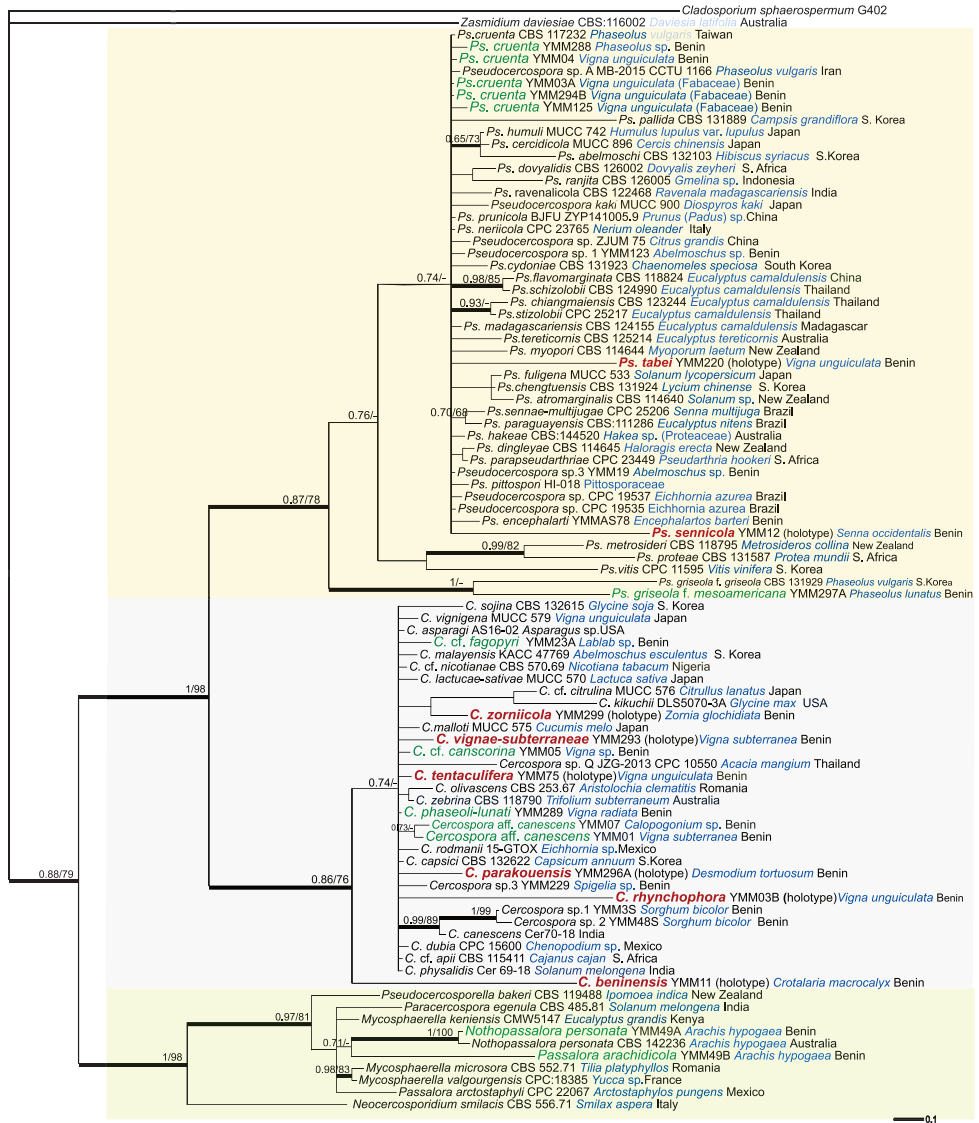 Cladosporium sphaerospermum G402
Zasmidium daviesiae CBS:116002 Daviesia latifolia Australia
Ps.cruenta CBS 117232 Phaseolus vulgaris Taiwan
Ps. cruenta YMM288 Phaseolus sp. Benin
Ps. cruenta YMM04 Vigna unguiculata Benin
Pseudocercospora sp. A MB-2015 CCTU 1166 Phaseolus vulgaris Iran
Ps.cruenta YMM03A Vigna unguiculata (Fabaceae) Benin
Ps. cruenta YMM294B Vigna unguiculata (Fabaceae) Benin
Ps. cruenta YMM125 Vigna unguiculata (Fabaceae) Benin
Ps. pallida CBS 131889 Campsis grandiflora S. Korea
0.65/73
Ps. humuli MUCC 742 Humulus lupulus var. lupulus Japan
Ps. cercidicola MUCC 896 Cercis chinensis Japan
Ps. abelmoschi CBS 132103 Hibiscus syriacus S.Korea
Ps. dovyalidis CBS 126002 Dovyalis zeyheri S. Africa
Ps. ranjita CBS 126005 Gmelina sp. Indonesia
Ps. ravenalicola CBS 122468 Ravenala madagascariensis India
Pseudocercospora kaki MUCC 900 Diospyros kaki Japan
Ps. prunicola BJFU ZYP141005.9 Prunus (Padus) sp.China
Ps. neriicola CPC 23765 Nerium oleander Italy
Pseudocercospora sp. ZJUM 75 Citrus grandis China
Pseudocercospora sp. 1 YMM123 Abelmoschus sp. Benin
Ps.cydoniae CBS 131923 Chaenomeles speciosa South Korea
0.74/-
0.98/85
Ps.flavomarginata CBS 118824 Eucalyptus camaldulensis China
Ps.schizolobii CBS 124990 Eucalyptus camaldulensis Thailand
0.93/-
Ps. chiangmaiensis CBS 123244 Eucalyptus camaldulensis Thailand
Ps.stizolobii CPC 25217 Eucalyptus camaldulensis Thailand
Ps. madagascariensis CBS 124155 Eucalyptus camaldulensis Madagascar
Ps.tereticornis CBS 125214 Eucalyptus tereticornis Australia
Ps. myopori CBS 114644 Myoporum laetum New Zealand
Ps. tabei YMM220 (holotype) Vigna unguiculata Benin
Ps. fuligena MUCC 533 Solanum lycopersicum Japan
Ps.chengtuensis CBS 131924 Lycium chinense S. Korea
Ps. atromarginalis CBS 114640 Solanum sp. New Zealand
0.76/-
0.70/68
Ps.sennae-multijugae CPC 25206 Senna multijuga Brazil
Ps. paraguayensis CBS:111286 Eucalyptus nitens Brazil
Ps. hakeae CBS:144520 Hakea sp. (Proteaceae) Australia
Ps. dingleyae CBS 114645 Haloragis erecta New Zealand
Ps. parapseudarthriae CPC 23449 Pseudarthria hookeri S. Africa
Pseudocercospora sp.3 YMM19 Abelmoschus sp. Benin
0.87/78
Ps. pittospori HI-018 Pittosporaceae
Pseudocercospora sp. CPC 19537 Eichhornia azurea Brazil
Pseudocercospora sp. CPC 19535 Eichhornia azurea Brazil
Ps. encephalarti YMMAS78 Encephalartos barteri Benin
Ps. sennicola YMM12 (holotype) Senna occidentalis Benin
0.99/82
Ps. metrosideri CBS 118795 Metrosideros collina New Zealand
Ps. proteae CBS 131587 Protea mundii S. Africa
Ps.vitis CPC 11595 Vitis vinifera S. Korea
1/-
Ps. griseola f. griseola CBS 131929 Phaseolus vulgaris S.Korea
Ps. griseola f. mesoamericana YMM297A Phaseolus lunatus Benin
C. sojina CBS 132615 Glycine soja S. Korea
C. vignigena MUCC 579 Vigna unguiculata Japan
C. asparagi AS16-02 Asparagus sp.USA
C. cf. fagopyri YMM23A Lablab sp. Benin
C. malayensis KACC 47769 Abelmoschus esculentus S. Korea
C. cf. nicotianae CBS 570.69 Nicotiana tabacum Nigeria
C. lactucae-sativae MUCC 570 Lactuca sativa Japan
1/98
C. cf. citrulina MUCC 576 Citrullus lanatus Japan
C. kikuchii DLS5070-3A Glycine max USA
C. zorniicola YMM299 (holotype) Zornia glochidiata Benin
C.malloti MUCC 575 Cucumis melo Japan
C. vignae-subterraneae YMM293 (holotype)Vigna subterranea Benin
C. cf. canscorina YMM05 Vigna sp. Benin
Cercospora sp. Q JZG-2013 CPC 10550 Acacia mangium Thailand
0.74/-
C. tentaculifera YMM75 (holotype)Vigna unguiculata Benin
C. olivascens CBS 253.67 Aristolochia clematitis Romania
C. zebrina CBS 118790 Trifolium subterraneum Australia
C. phaseoli-lunati YMM289 Vigna radiata Benin
0.73/-
Cercospora aff. canescens YMM07 Calopogonium sp. Benin
Cercospora aff. canescens YMM01 Vigna subterranea Benin
C. rodmanii 15-GTOX Eichhornia sp.Mexico
C. capsici CBS 132622 Capsicum annuum S.Korea
0.88/79
0.86/76
C. parakouensis YMM296A (holotype) Desmodium tortuosum Benin
Cercospora sp.3 YMM229 Spigelia sp. Benin
C. rhynchophora YMM03B (holotype)Vigna unguiculata Benin
1/99
Cercospora sp.1 YMM3S Sorghum bicolor Benin
0.99/89
Cercospora sp. 2 YMM48S Sorghum bicolor Benin
C. canescens Cer70-18 India
C. dubia CPC 15600 Chenopodium sp. Mexico
C. cf. apii CBS 115411 Cajanus cajan S. Africa
C. physalidis Cer 69-18 Solanum melongena India
C. beninensis YMM11 (holotype) Crotalaria macrocalyx Benin
Pseudocercosporella bakeri CBS 119488 Ipomoea indica New Zealand
0.97/81
Paracercospora egenula CBS 485.81 Solanum melongena India
Mycosphaerella keniensis CMW5147 Eucalyptus grandis Kenya
1/100
Nothopassalora personata YMM49A Arachis hypogaea Benin
Nothopassalora personata CBS 142236 Arachis hypogaea Australia
0.71/-
Passalora arachidicola YMM49B Arachis hypogaea Benin
1/98
0.98/83
Mycosphaerella microsora CBS 552.71 Tilia platyphyllos Romania
Mycosphaerella valgourgensis CPC:18385 Yucca sp.France
Passalora arctostaphyli CPC 22067 Arctostaphylos pungens Mexico
Neocercosporidium smilacis CBS 556.71 Smilax aspera Italy
0.1